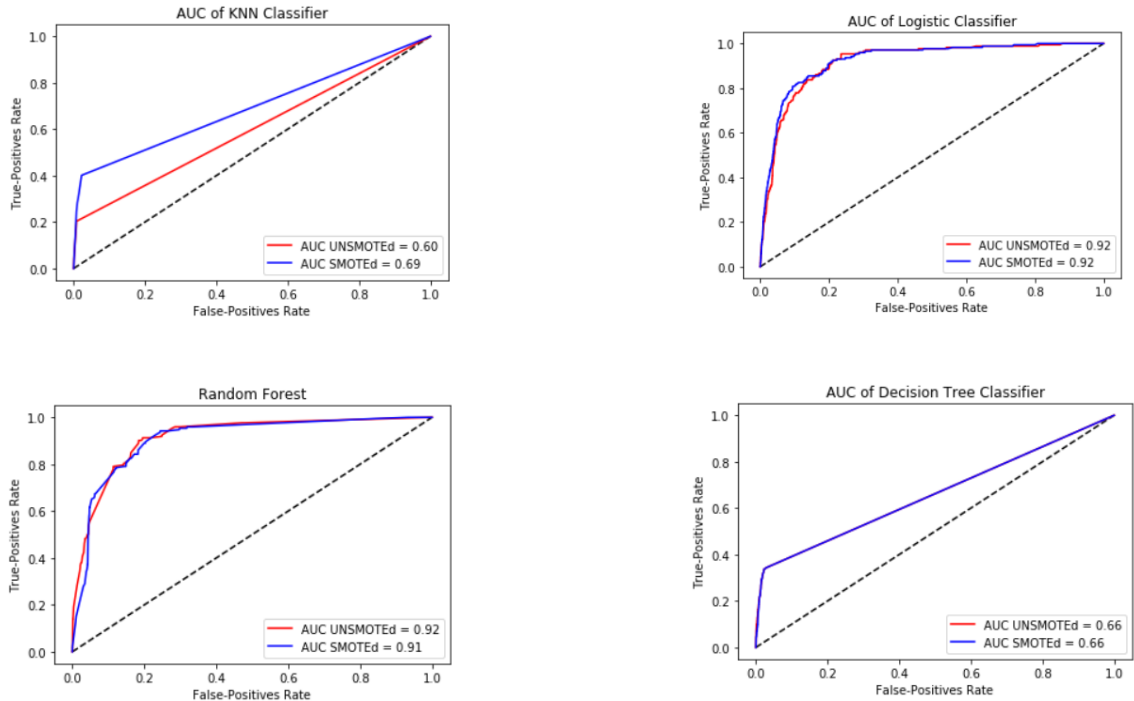 AUC of KNN Classifier
True-Positives Rate
1.0
0.8
0.6
0.4
0.2
0.0
AUC UNSMOTEd = 0.60
AUC SMOTEd = 0.69
0.0 0.2 0.4 0.6 0.8 1.0
False-Positives Rate
AUC of Logistic Classifier
True-Positives Rate
1.0
0.8
0.6
0.4
0.2
0.0
AUC UNSMOTEd = 0.92
AUC SMOTEd = 0.92
0.0 0.2 0.4 0.6 0.8 1.0
False-Positives Rate
Random Forest
True-Positives Rate
1.0
0.8
0.6
0.4
0.2
0.0
AUC UNSMOTEd = 0.92
AUC SMOTEd = 0.91
0.0 0.2 0.4 0.6 0.8 1.0
False-Positives Rate
AUC of Decision Tree Classifier
True-Positives Rate
1.0
0.8
0.6
0.4
0.2
0.0
AUC UNSMOTEd = 0.66
AUC SMOTEd = 0.66
0.0 0.2 0.4 0.6 0.8 1.0
False-Positives Rate